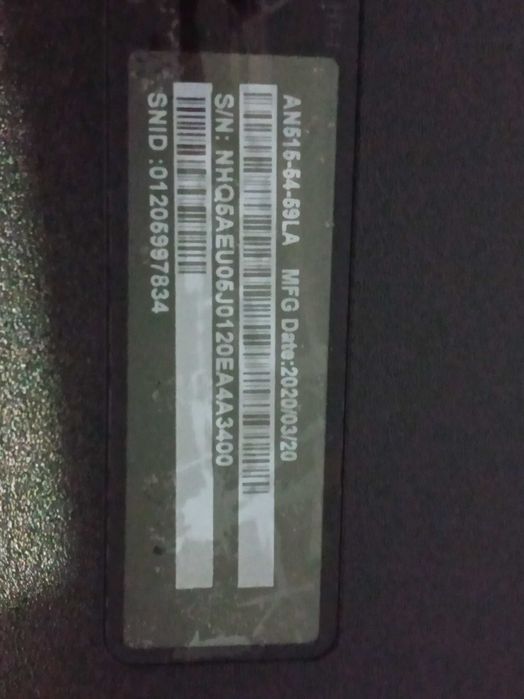 AN515-54-59LA MFG Date:2020/03/20
S/N: NHQ5AEU05J0120EA4A3400
SNID :01205997834